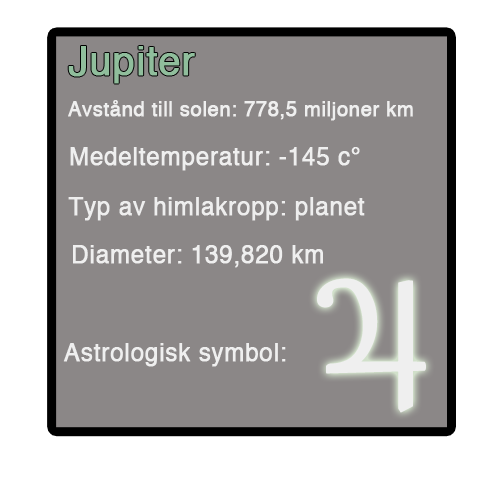 Jupiter
Avstånd till solen: 778,5 miljoner km
Medeltemperatur: -145 c°
Typ av himlakropp: planet
Diameter: 139,820 km
Astrologisk symbol: ♃